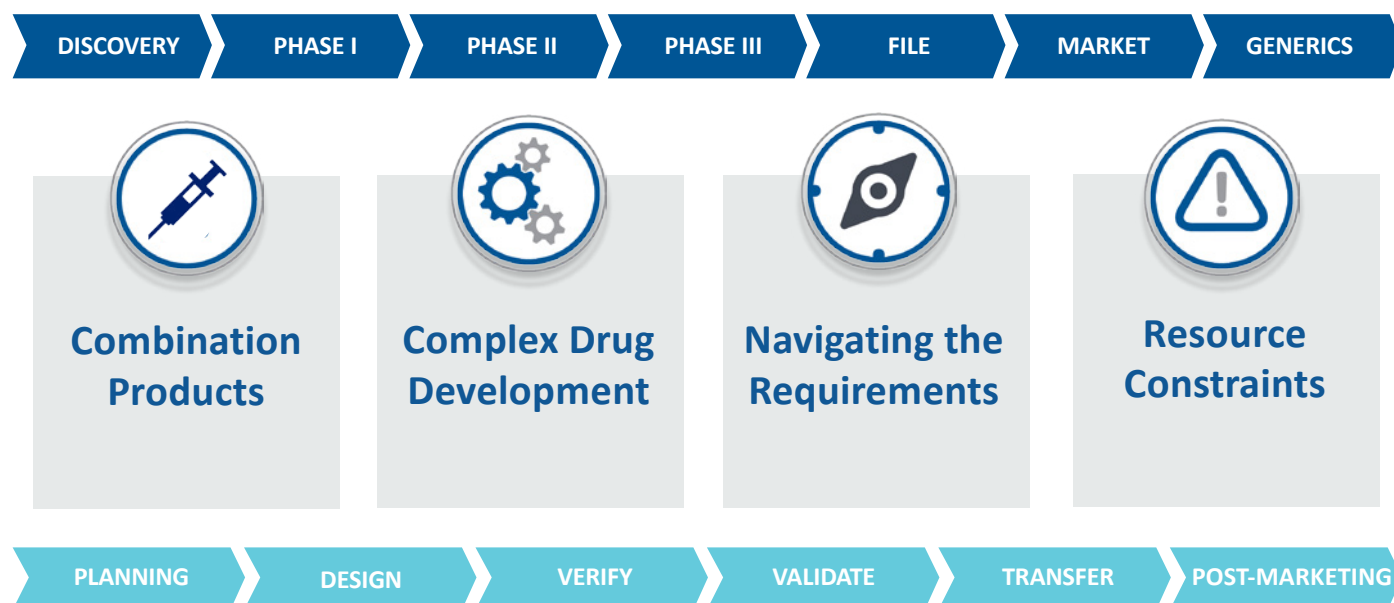 DISCOVERY PHASE I PHASE II PHASE III FILE MARKET GENERICS
Combination
Products
Complex Drug
Development
Navigating the
Requirements
Resource
Constraints
PLANNING DESIGN VERIFY VALIDATE TRANSFER POST-MARKETING